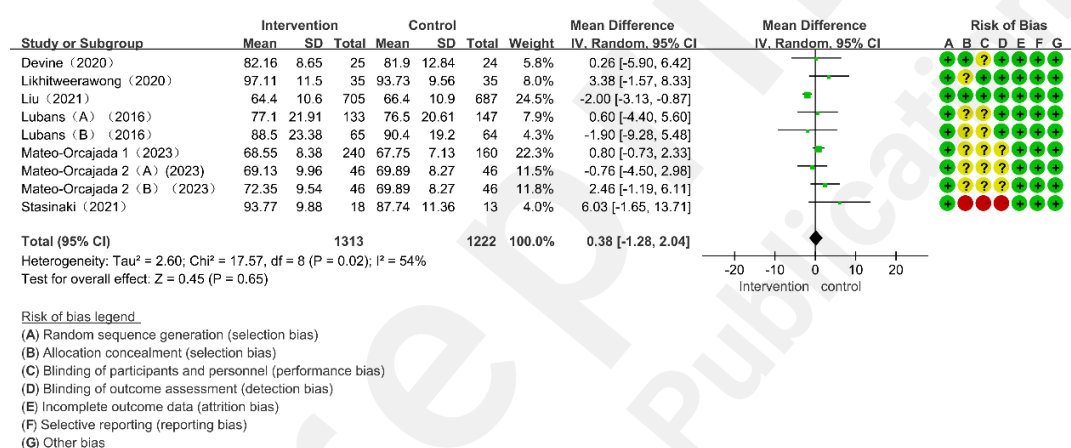 Intervention Control Mean Difference Mean Difference Risk of Bias
Study or Subgroup Mean SD Total Mean SD Total Weight IV, Random, 95% CI IV, Random, 95% CI A B C D E F G
Devine（2020） 82.16 8.65 25 81.9 12.84 24 5.8% 0.26 [-5.90, 6.42] + + ? + + + +
Likhitweerawong（2020） 97.11 11.5 35 93.73 9.56 35 8.0% 3.38 [-1.57, 8.33] + ? + + + + +
Liu（2021） 64.4 10.6 705 66.4 10.9 687 24.5% -2.00 [-3.13, -0.87] + + + + + + +
Lubans（A）(2016) 77.1 21.91 133 76.5 20.61 147 7.9% 0.60 [-4.40, 5.60] + ? ? + + + +
Lubans（B）(2016) 88.5 23.38 65 90.4 19.2 64 4.3% -1.90 [-9.28, 5.48] + ? ? + + + +
Mateo-Orcajada 1（2023） 68.55 8.38 240 67.75 7.13 160 22.3% 0.80 [-0.73, 2.33] + ? ? ? + + +
Mateo-Orcajada 2（A）(2023) 69.13 9.96 46 69.89 8.27 46 11.5% -0.76 [-4.50, 2.98] + ? ? ? + + +
Mateo-Orcajada 2（B）（2023） 72.35 9.54 46 69.89 8.27 46 11.8% 2.46 [-1.19, 6.11] + ? ? ? + + +
Stasinaki（2021） 93.77 9.88 18 87.74 11.36 13 4.0% 6.03 [-1.65, 13.71] + + + +
Total (95% CI) 1313 1222 100.0% 0.38 [-1.28, 2.04]
Heterogeneity: Tau² = 2.60; Chi² = 17.57, df = 8 (P = 0.02); I² = 54%
Test for overall effect: Z = 0.45 (P = 0.65)
-20 -10 0 10 20
Intervention control
Risk of bias legend
(A) Random sequence generation (selection bias)
(B) Allocation concealment (selection bias)
(C) Blinding of participants and personnel (performance bias)
(D) Blinding of outcome assessment (detection bias)
(E) Incomplete outcome data (attrition bias)
(F) Selective reporting (reporting bias)
(G) Other bias